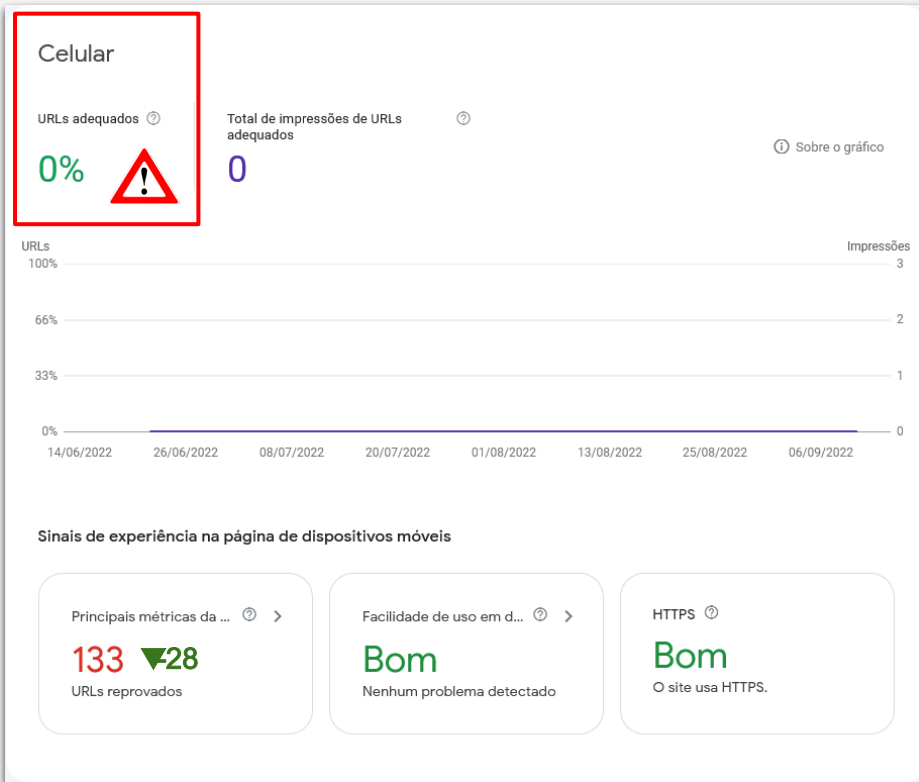 Celular
URLs adequados
Total de impressões de URLs
adequados
Sobre o gráfico
0%
!
0
URLs
Impressões
100%
3
66%
2
33%
1
0%
0
14/06/2022
26/06/2022
08/07/2022
20/07/2022
01/08/2022
13/08/2022
25/08/2022
06/09/2022
Sinais de experiência na página de dispositivos móveis
Principais métricas da ...
133 ▼-28
URLs reprovados
Facilidade de uso em d...
Bom
Nenhum problema detectado
HTTPS
Bom
O site usa HTTPS.